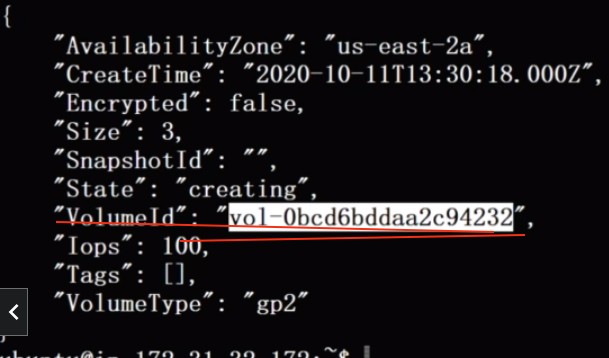 {
"AvailabilityZone": "us-east-2a",
"CreateTime": "2020-10-11T13:30:18.000Z",
"Encrypted": false,
"Size": 3,
"SnapshotId": "",
"State": "creating",
"VolumeId": "vol-0bcd6bddaa2c94232",
"Iops": 100,
"Tags": [],
"VolumeType": "gp2"
}
ubuntu@ip-172-31-32-172:~$